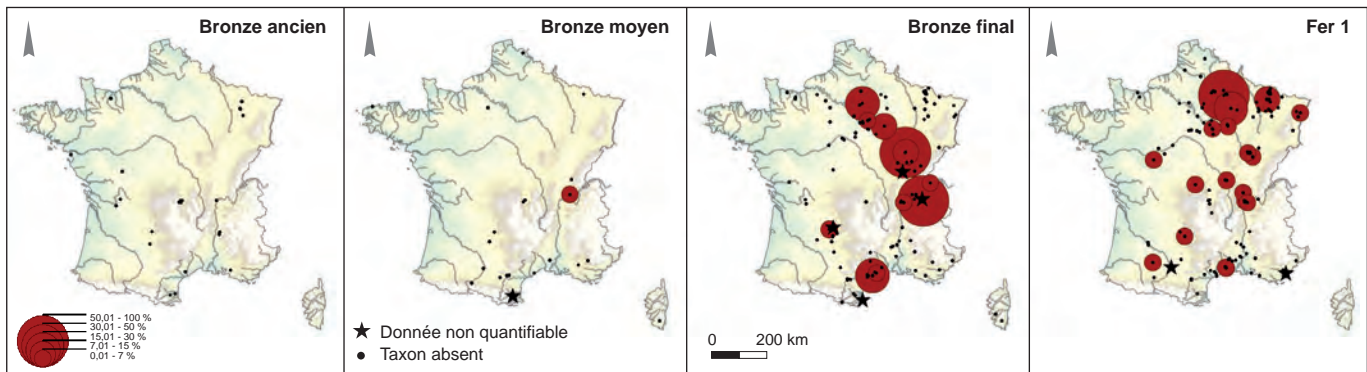 Bronze ancien
Bronze moyen
Bronze final
Fer 1
50,01 - 100 %
30,01 - 50 %
15,01 - 30 %
7,01 - 15 %
0,01 - 7 %
Donnée non quantifiable
Taxon absent
0 200 km